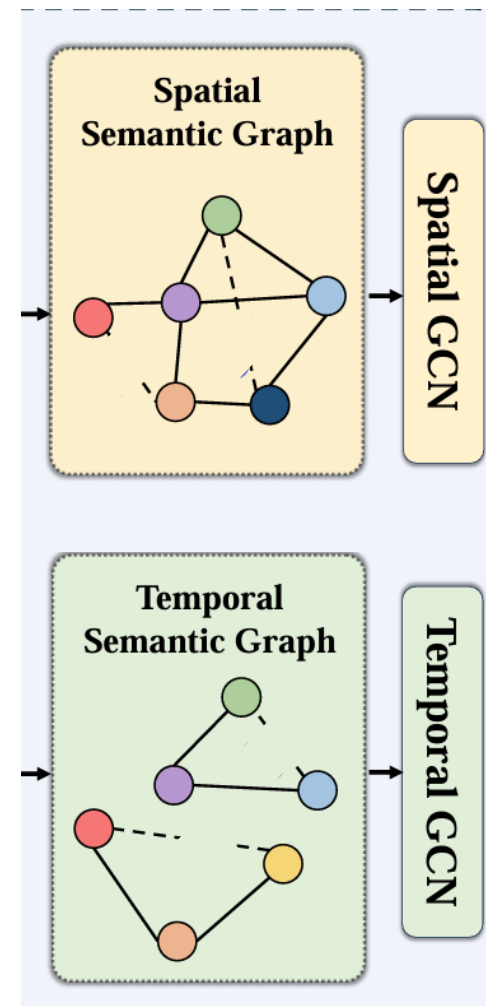 Spatial
Semantic Graph
Spatial GCN
Temporal
Semantic Graph
Temporal GCN